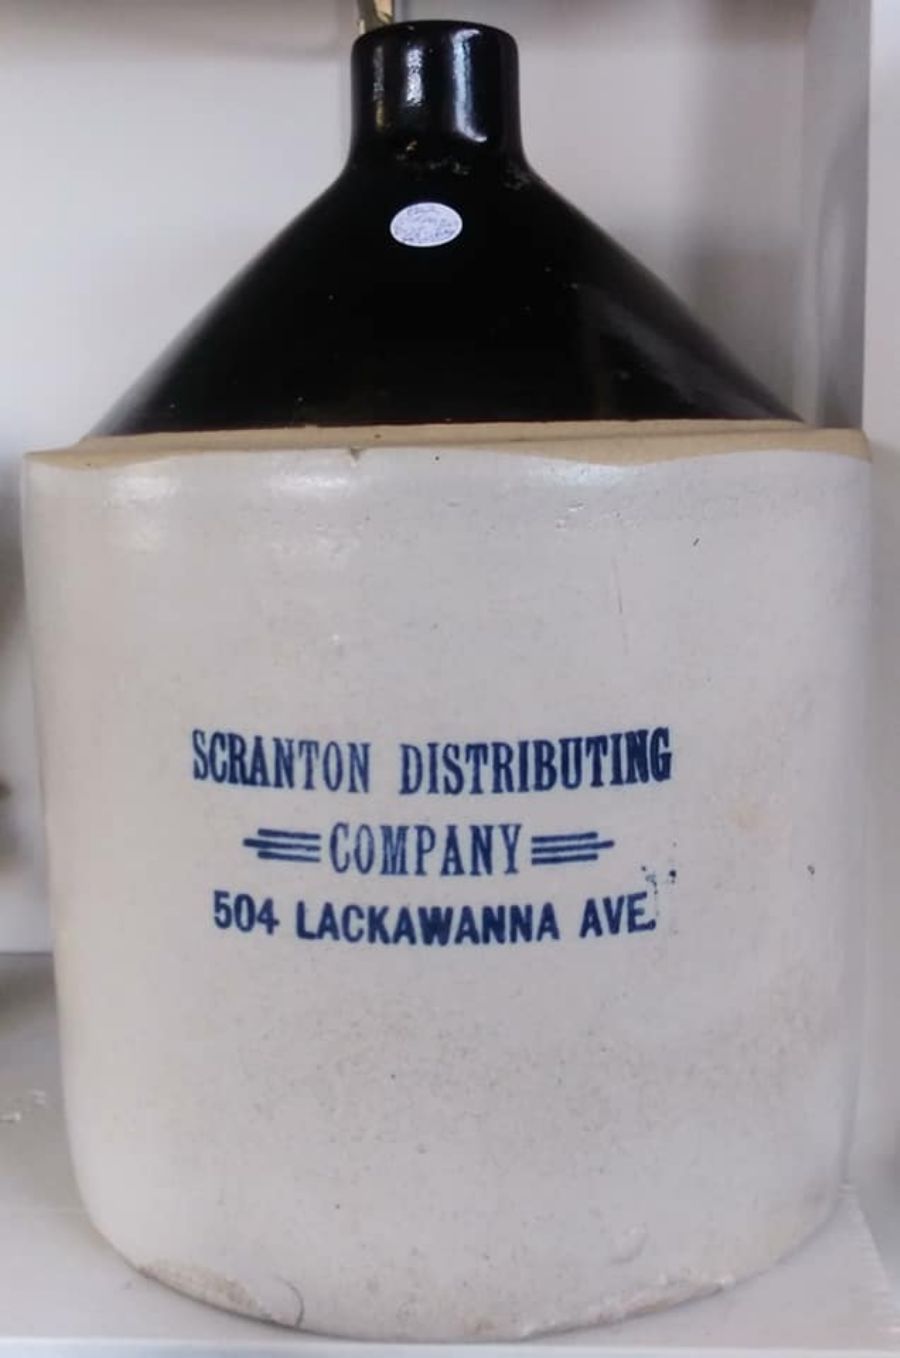 SCRANTON DISTRIBUTING
COMPANY
504 LACKAWANNA AVE.